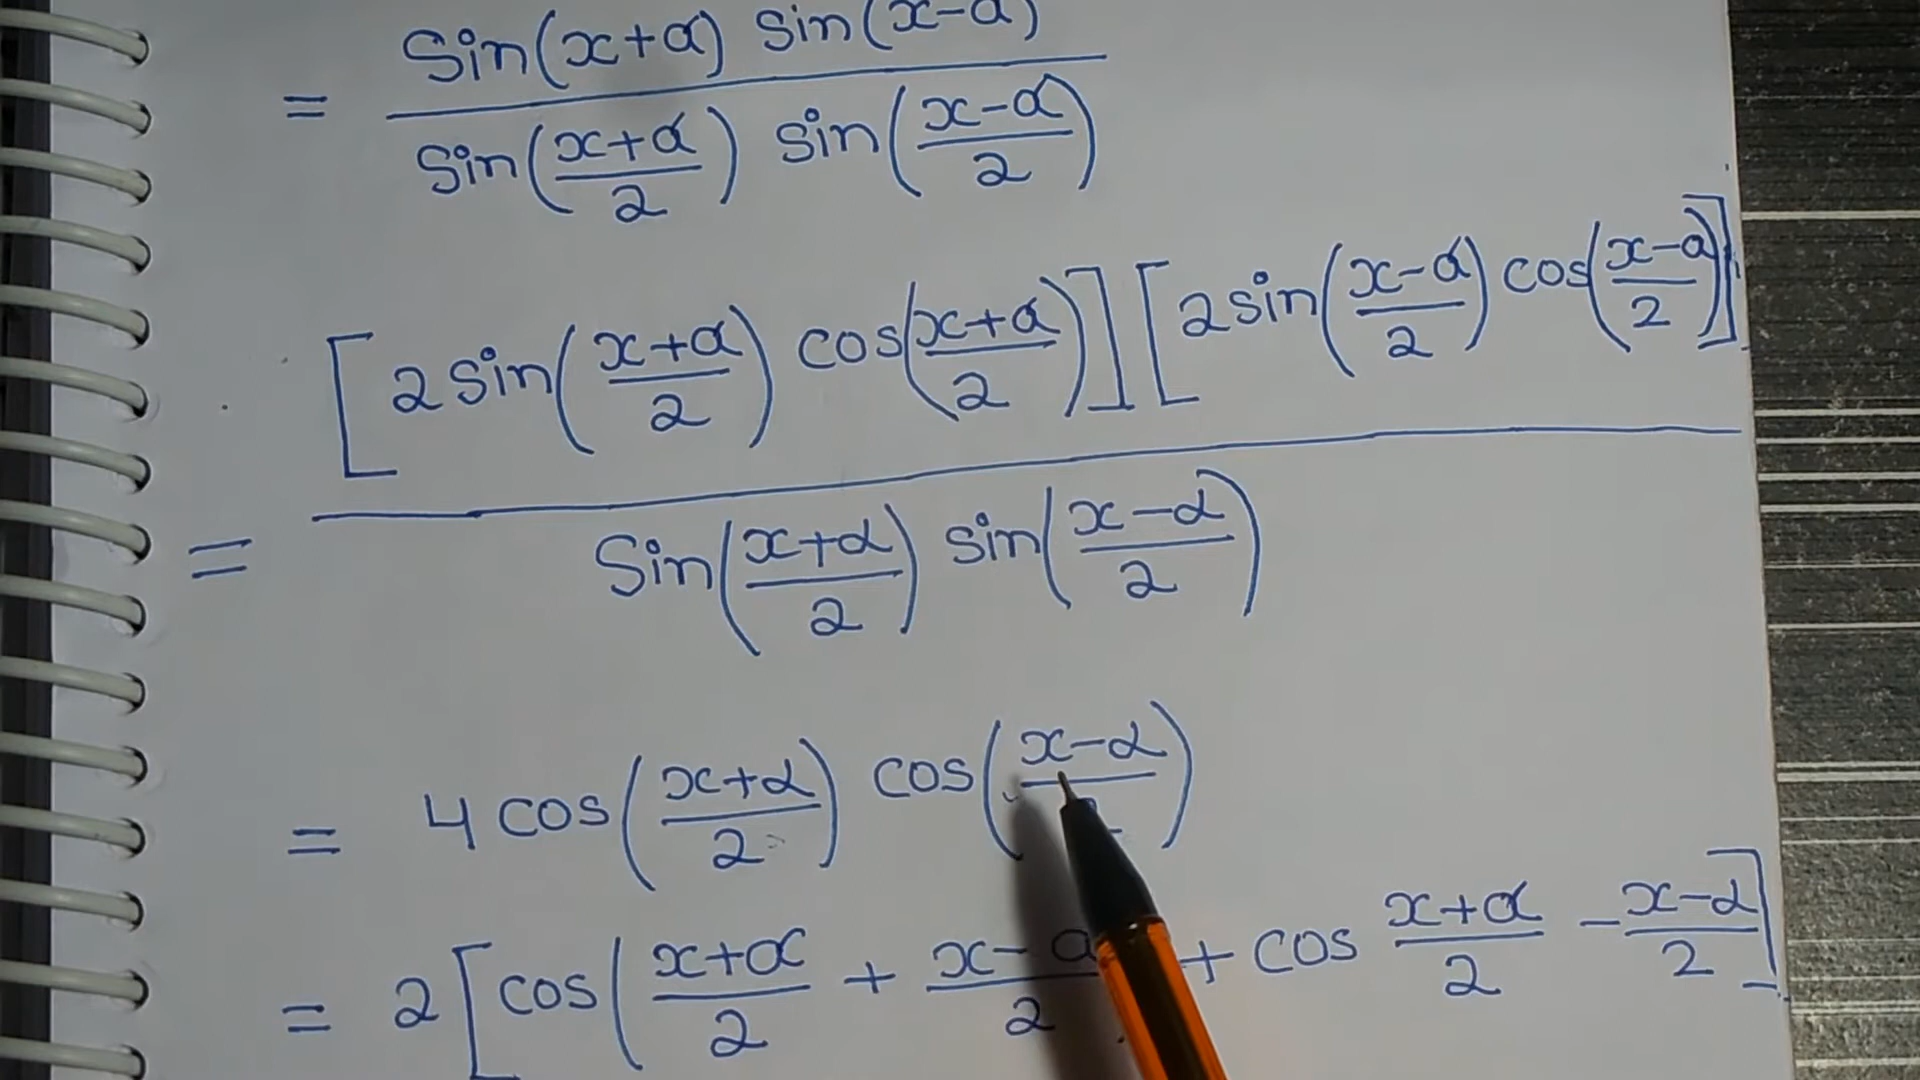 = Sin(x+α) Sin(x-α) / Sin((x+α)/2) sin((x-α)/2)
= [2 sin((x+α)/2) cos((x+α)/2)] [2 sin((x-α)/2) cos((x-α)/2)] / Sin((x+α)/2) sin((x-α)/2)
= 4 cos((x+α)/2) cos((x-α)/2)
= 2 [cos((x+α)/2 + (x-α)/2) + cos (x+α)/2 - (x-α)/2]